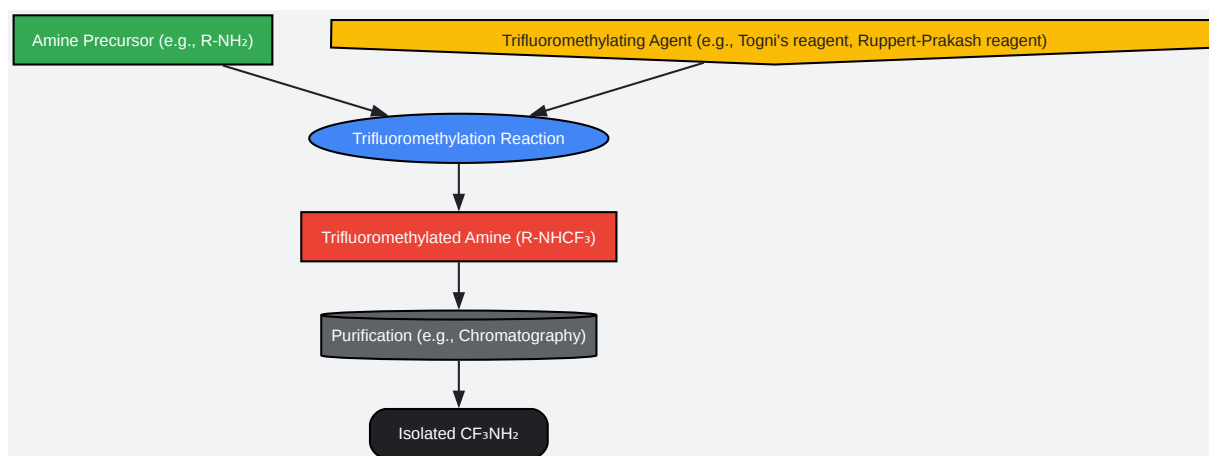 Amine Precursor (e.g., R-NH₂)
Trifluoromethylating Agent (e.g., Togni's reagent, Ruppert-Prakash reagent)
Trifluoromethylation Reaction
Trifluoromethylated Amine (R-NHCF₃)
Purification (e.g., Chromatography)
Isolated CF₃NH₂